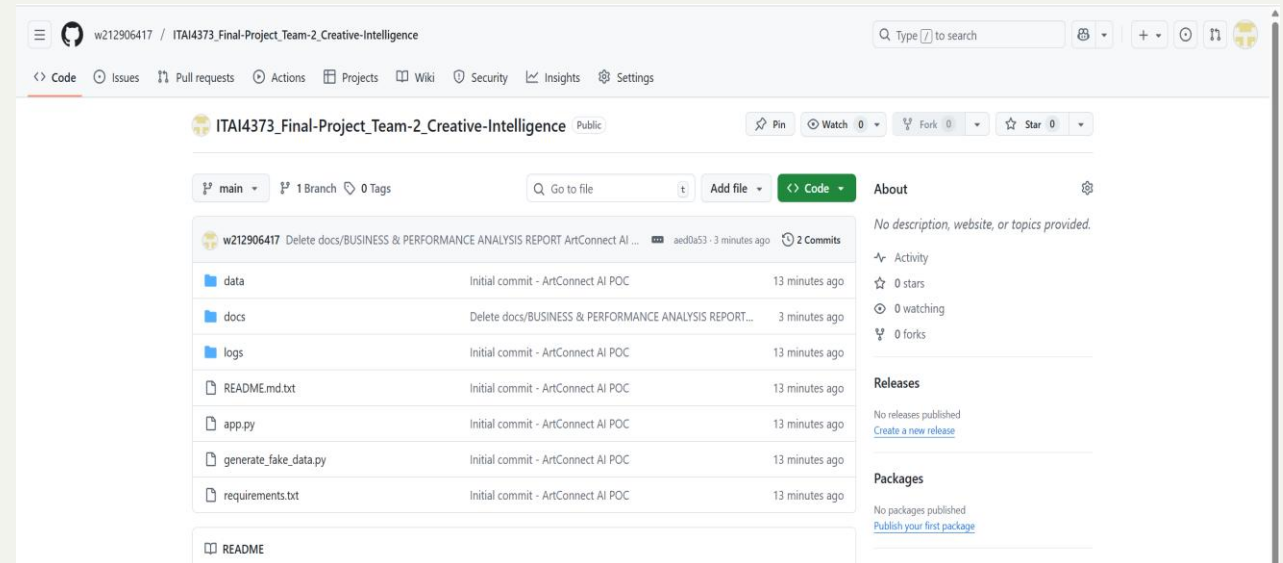 w212906417 / ITAI4373_Final-Project_Team-2_Creative-Intelligence
Type / to search
Code Issues Pull requests Actions Projects Wiki Security Insights Settings
ITAI4373_Final-Project_Team-2_Creative-Intelligence Public
Pin Watch 0 Fork 0 Star 0
main 1 Branch 0 Tags Go to file t Add file Code
w212906417 Delete docs/BUSINESS & PERFORMANCE ANALYSIS REPORT ArtConnect AI ... aed0a53 · 3 minutes ago 2 Commits
data Initial commit - ArtConnect AI POC 13 minutes ago
docs Delete docs/BUSINESS & PERFORMANCE ANALYSIS REPORT... 3 minutes ago
logs Initial commit - ArtConnect AI POC 13 minutes ago
README.md.txt Initial commit - ArtConnect AI POC 13 minutes ago
app.py Initial commit - ArtConnect AI POC 13 minutes ago
generate_fake_data.py Initial commit - ArtConnect AI POC 13 minutes ago
requirements.txt Initial commit - ArtConnect AI POC 13 minutes ago
README
About
No description, website, or topics provided.
Activity
0 stars
0 watching
0 forks
Releases
No releases published
Create a new release
Packages
No packages published
Publish your first package